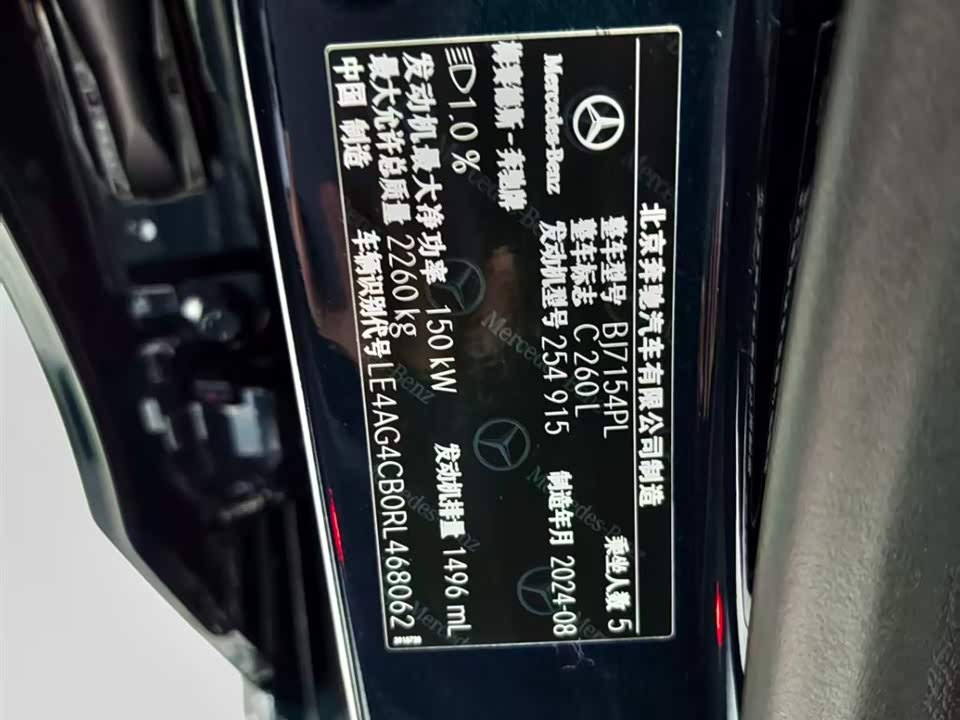 北京奔驰汽车有限公司制造
整车型号 BJ7154PL 乘坐人数 5
整车标志 C 260 L
发动机型号 254 915 制造年月 2024-08
Mercedes-Benz
梅赛德斯-奔驰牌
1.0 %
发动机最大净功率 150 kW 发动机排量 1496 mL
最大允许总质量 2260 kg
中国 制造 车辆识别代号 LE4AG4CB0RL468062